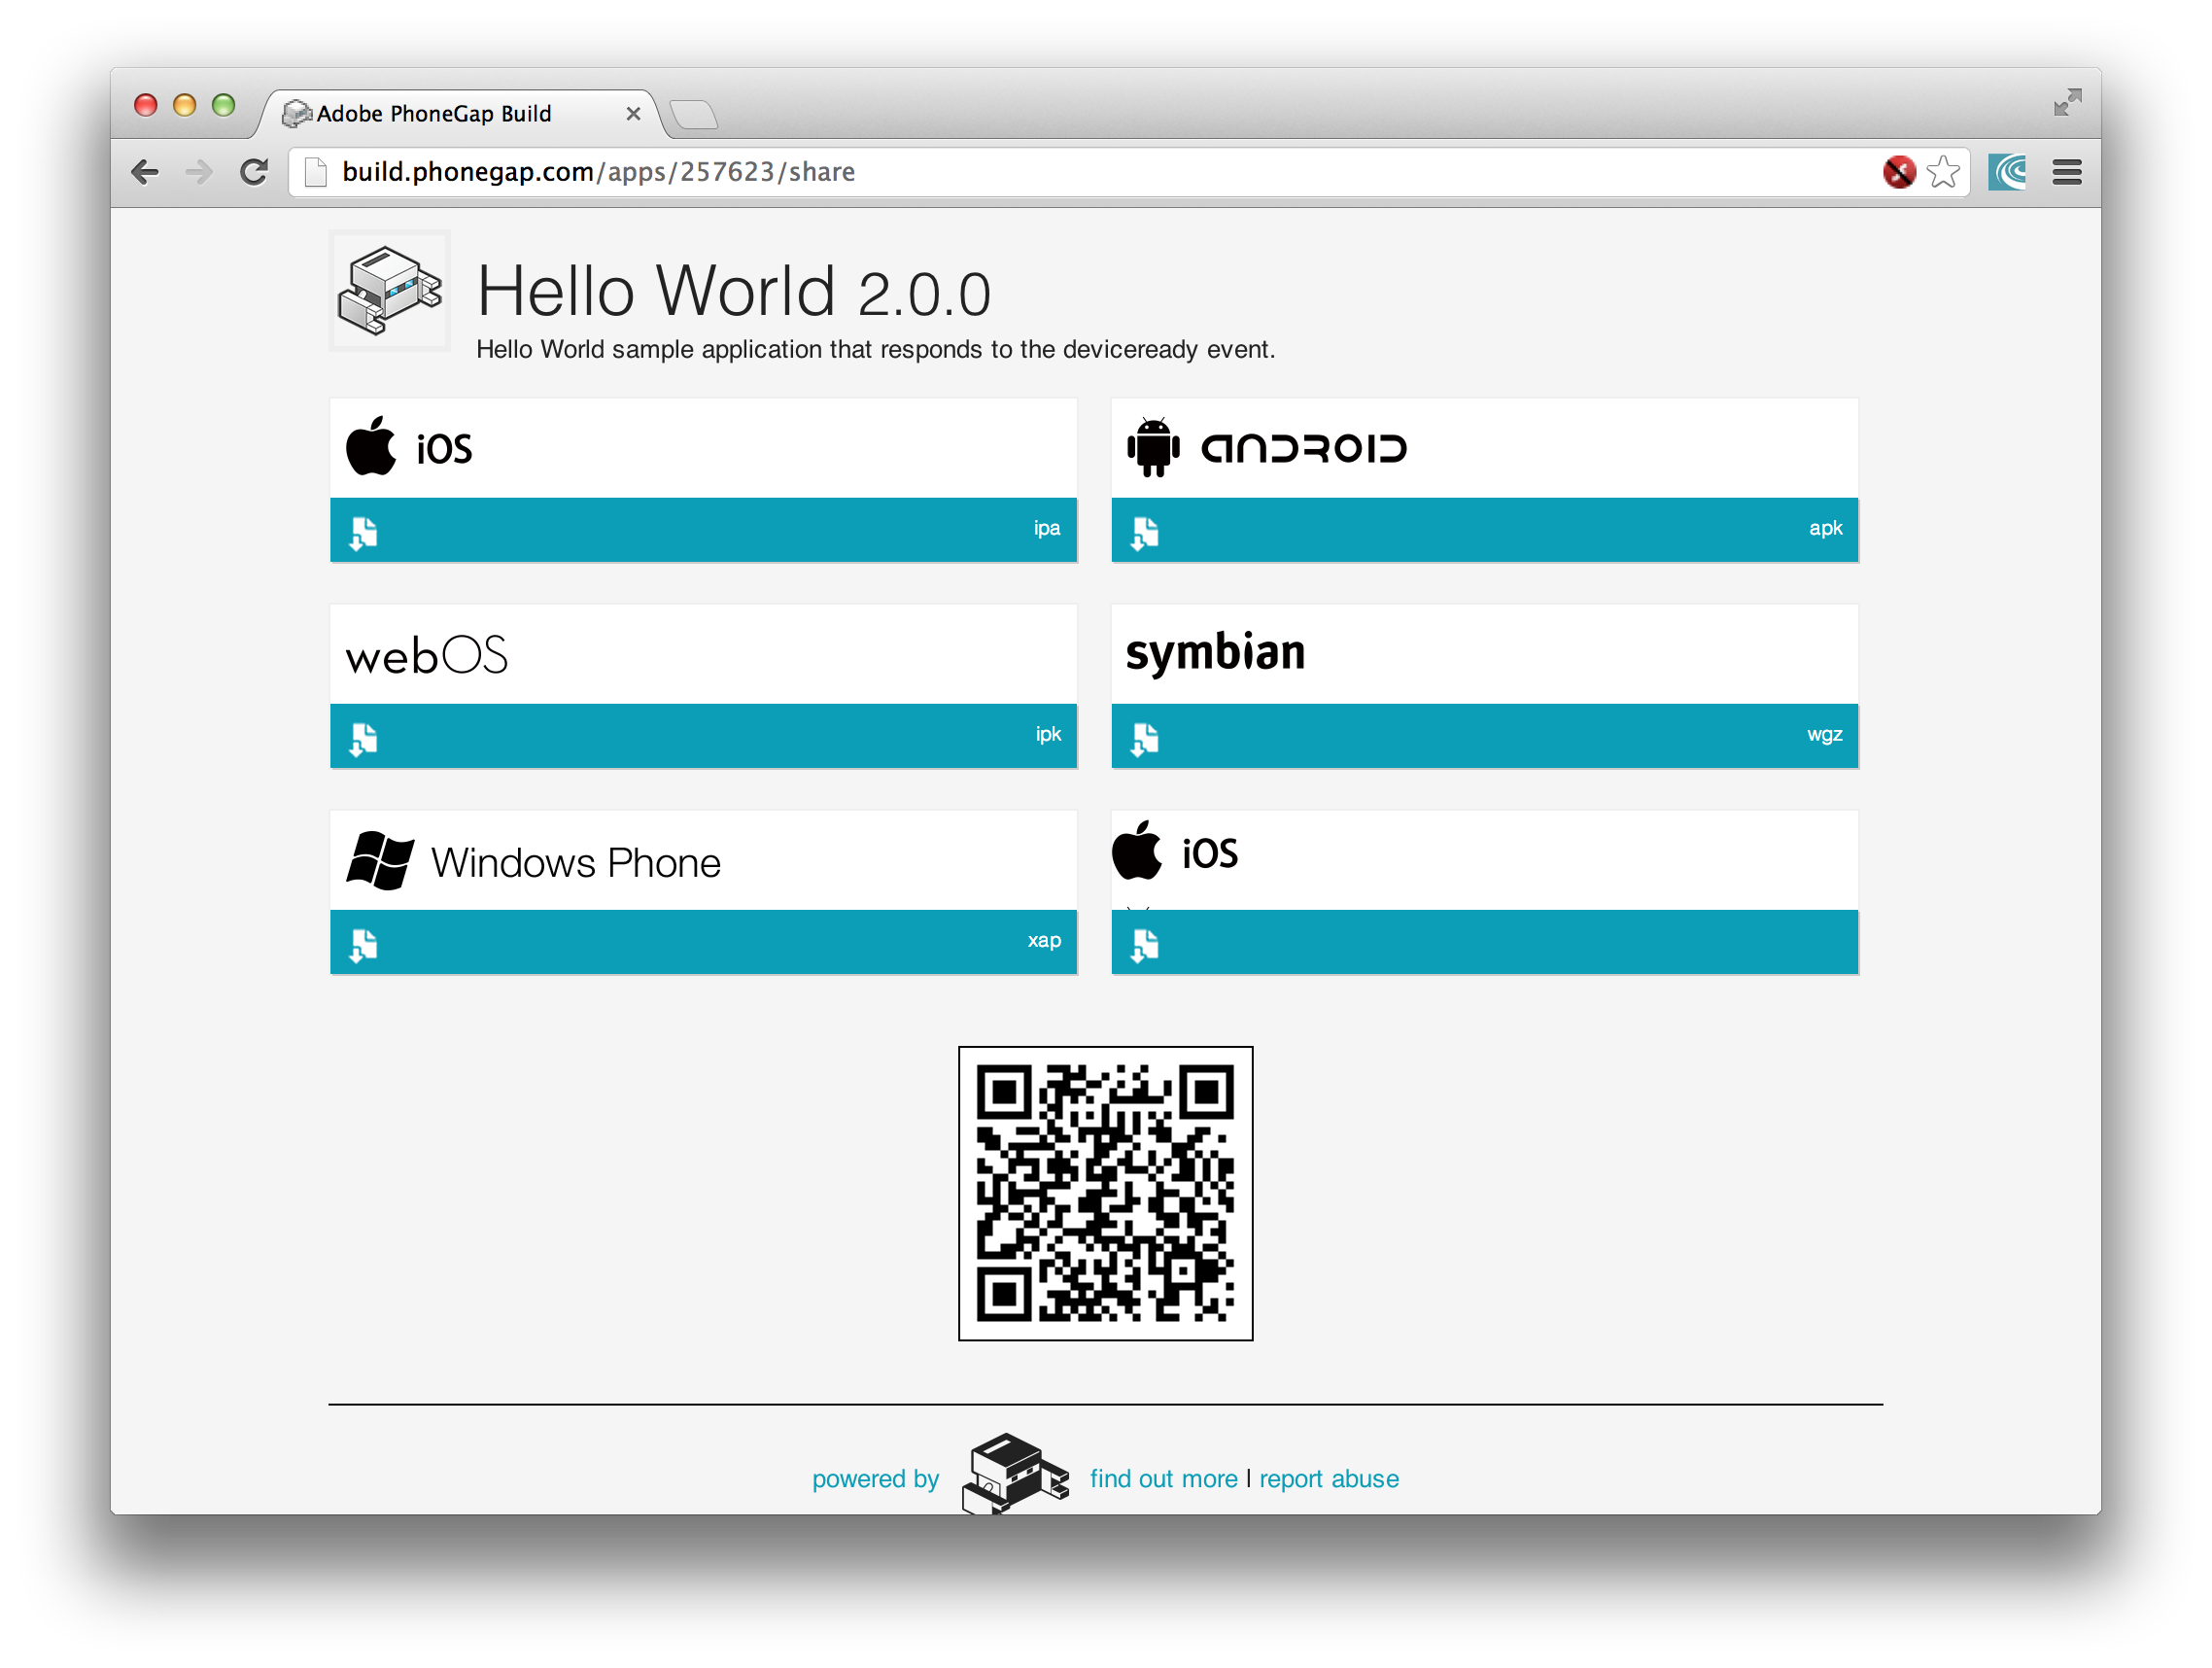 Adobe PhoneGap Build
build.phonegap.com/apps/257623/share
Hello World 2.0.0
Hello World sample application that responds to the deviceready event.
iOS
ANDROID
ipa
apk
webOS
symbian
ipk
wgz
Windows Phone
iOS
xap
powered by
find out more | report abuse